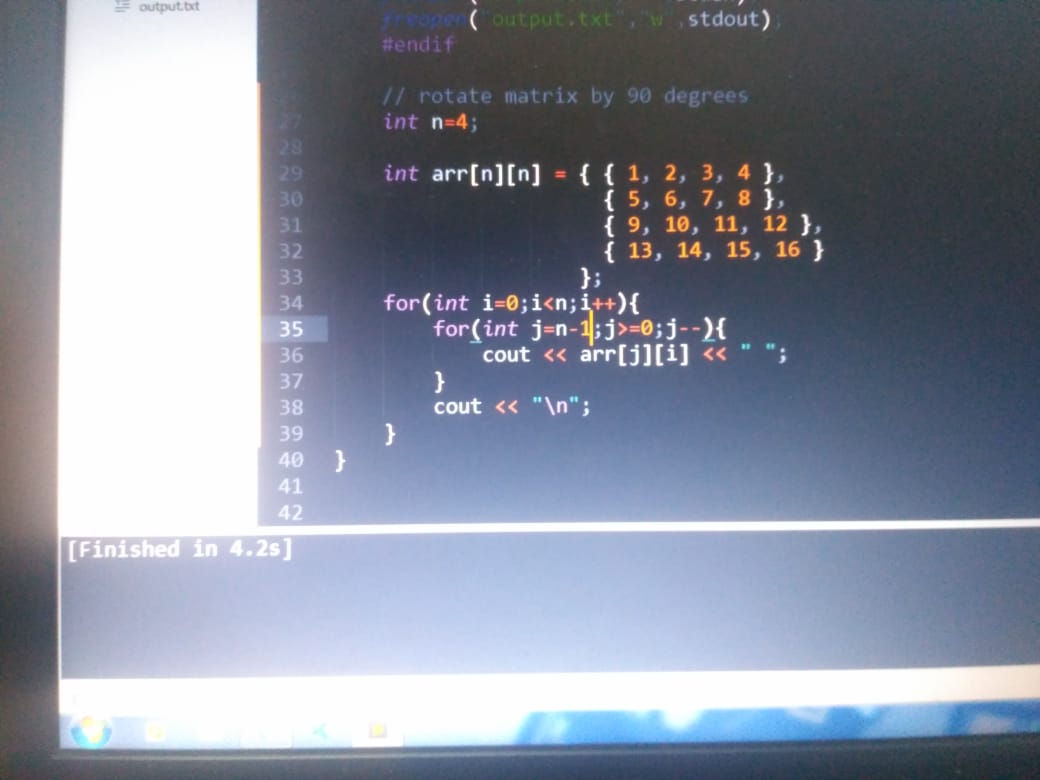 output.txt
freopen("output.txt","w",stdout);
#endif
// rotate matrix by 90 degrees
27 int n=4;
28
29 int arr[n][n] = { { 1, 2, 3, 4 },
30 { 5, 6, 7, 8 },
31 { 9, 10, 11, 12 },
32 { 13, 14, 15, 16 }
33 };
34 for(int i=0;i<n;i++){
35 for(int j=n-1;j>=0;j--){
36 cout << arr[j][i] << " ";
37 }
38 cout << "\n";
39 }
40 }
41
42
[Finished in 4.2s]